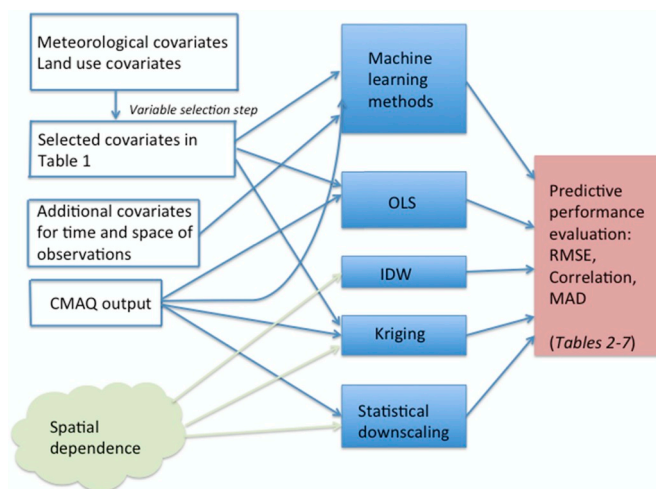 Meteorological covariates
Land use covariates
Variable selection step
Selected covariates in
Table 1
Additional covariates
for time and space of
observations
CMAQ output
Spatial
dependence
Machine
learning
methods
OLS
IDW
Kriging
Statistical
downscaling
Predictive
performance
evaluation:
RMSE,
Correlation,
MAD
(Tables 2-7)